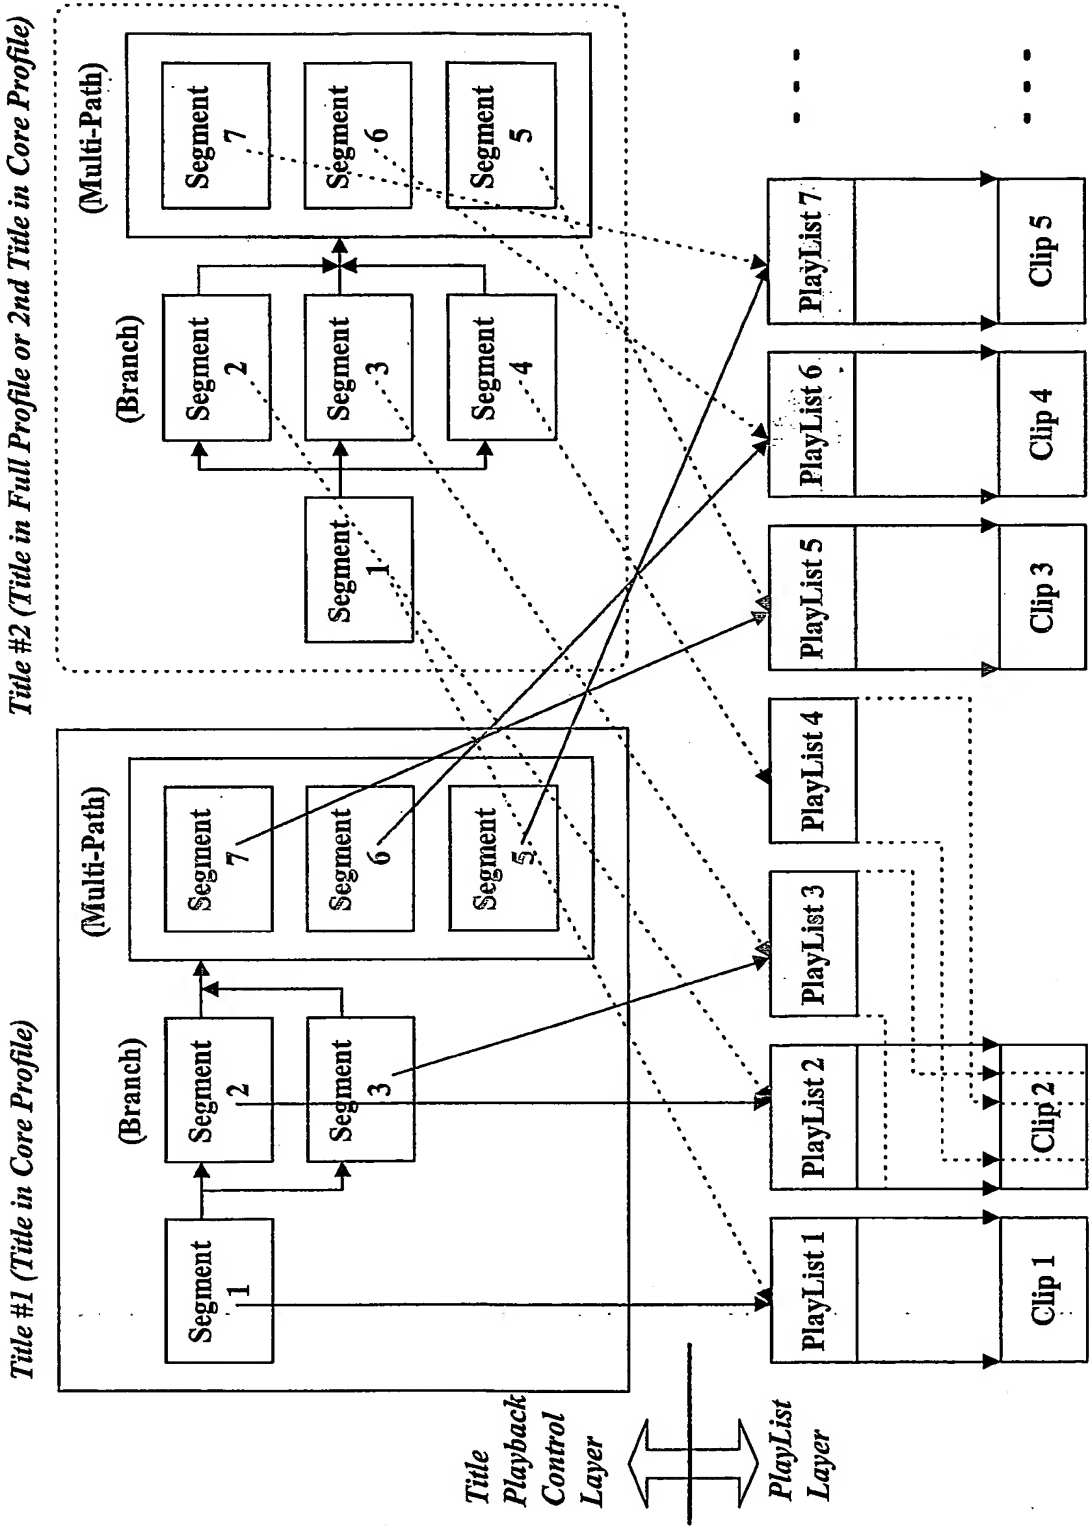 Title #1 (Title in Core Profile)
(Branch)
(Multi-Path)
Segment
1
Segment
2
Segment
3
Segment
7
Segment
6
Segment
5
Title #2 (Title in Full Profile or 2nd Title in Core Profile)
(Branch)
(Multi-Path)
Segment
1
Segment
2
Segment
3
Segment
4
Segment
7
Segment
6
Segment
5
Title
Playback
Control
Layer
PlayList
Layer
PlayList 1
PlayList 2
PlayList 3
PlayList 4
PlayList 5
PlayList 6
PlayList 7
Clip 1
Clip 2
Clip 3
Clip 4
Clip 5